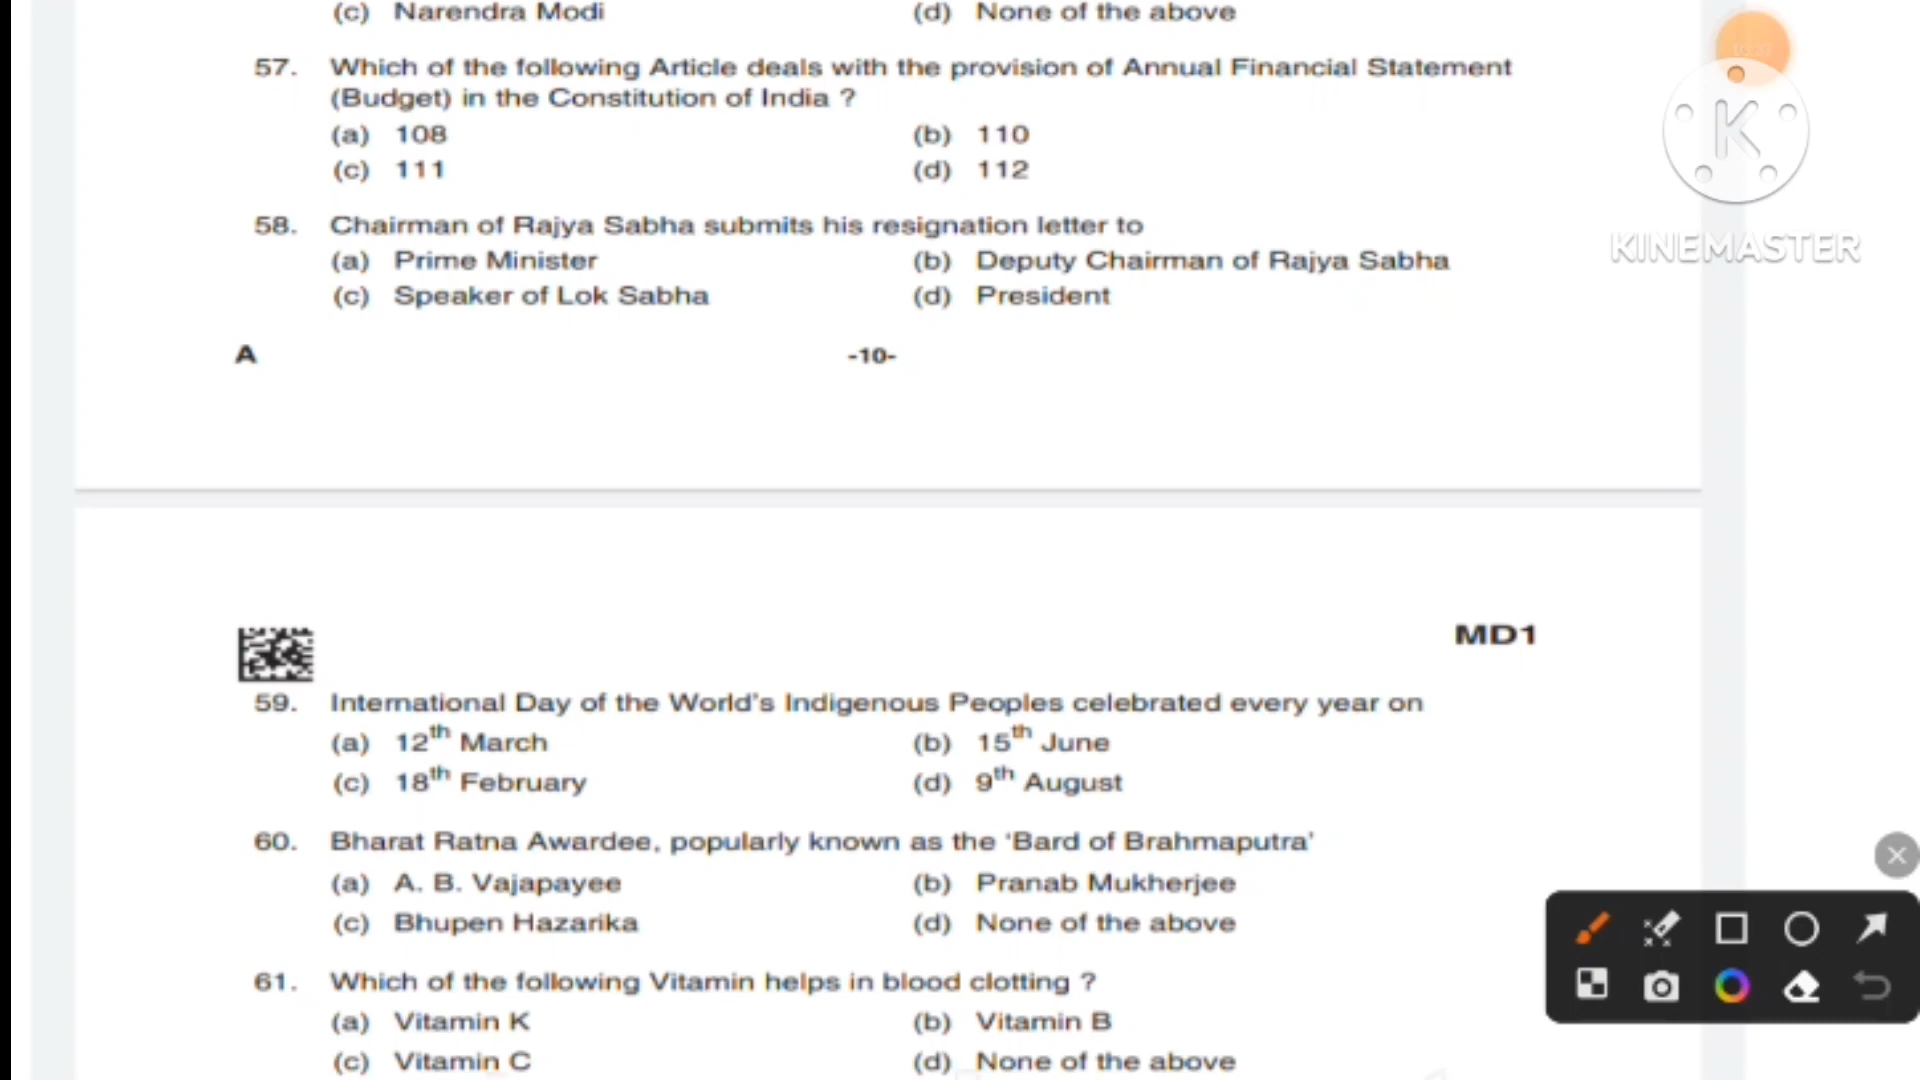 (c) Narendra Modi (d) None of the above
57. Which of the following Article deals with the provision of Annual Financial Statement
(Budget) in the Constitution of India ?
(a) 108 (b) 110
(c) 111 (d) 112
58. Chairman of Rajya Sabha submits his resignation letter to
(a) Prime Minister (b) Deputy Chairman of Rajya Sabha
(c) Speaker of Lok Sabha (d) President
A -10-
K
KINEMASTER
MD1
59. International Day of the World's Indigenous Peoples celebrated every year on
(a) 12th March (b) 15th June
(c) 18th February (d) 9th August
60. Bharat Ratna Awardee, popularly known as the 'Bard of Brahmaputra'
(a) A. B. Vajapayee (b) Pranab Mukherjee
(c) Bhupen Hazarika (d) None of the above
61. Which of the following Vitamin helps in blood clotting ?
(a) Vitamin K (b) Vitamin B
(c) Vitamin C (d) None of the above